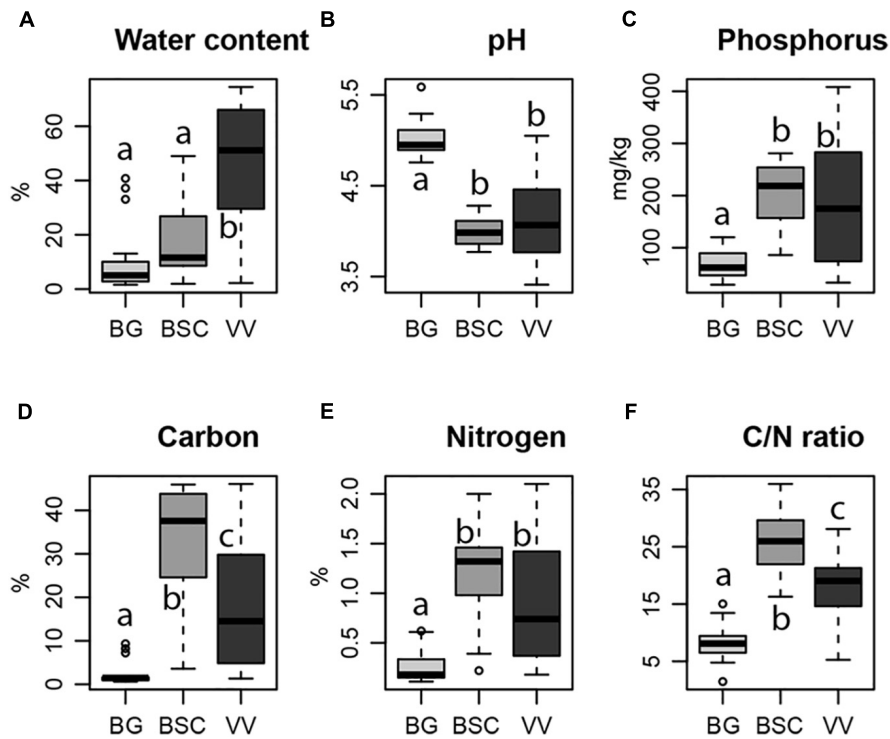 A B C
Water content pH Phosphorus
60
40
20
0
%
a a b
BG BSC VV
5.5
4.5
3.5
a b b
BG BSC VV
400
300
200
100
mg/kg
a b b
BG BSC VV
D E F
Carbon Nitrogen C/N ratio
40
30
20
10
0
%
a b c
BG BSC VV
2.0
1.5
1.0
0.5
%
a b b
BG BSC VV
35
25
15
5
a b c
BG BSC VV